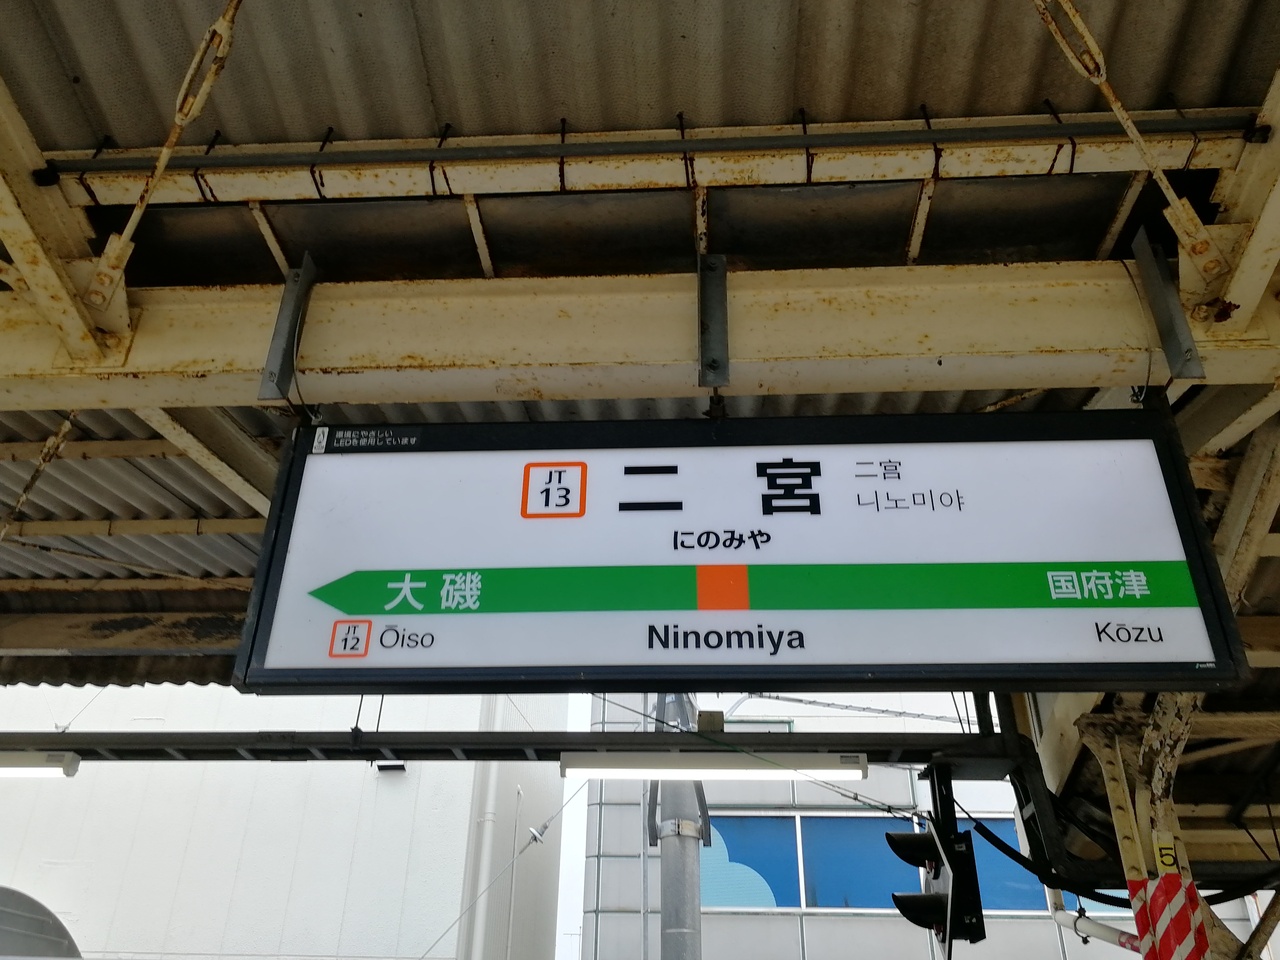 環境にやさしい
LEDを使用しています
JT
13
二宮
二宮
니노미야
にのみや
大磯
国府津
JT
12
Ōiso
Ninomiya
Kōzu
5